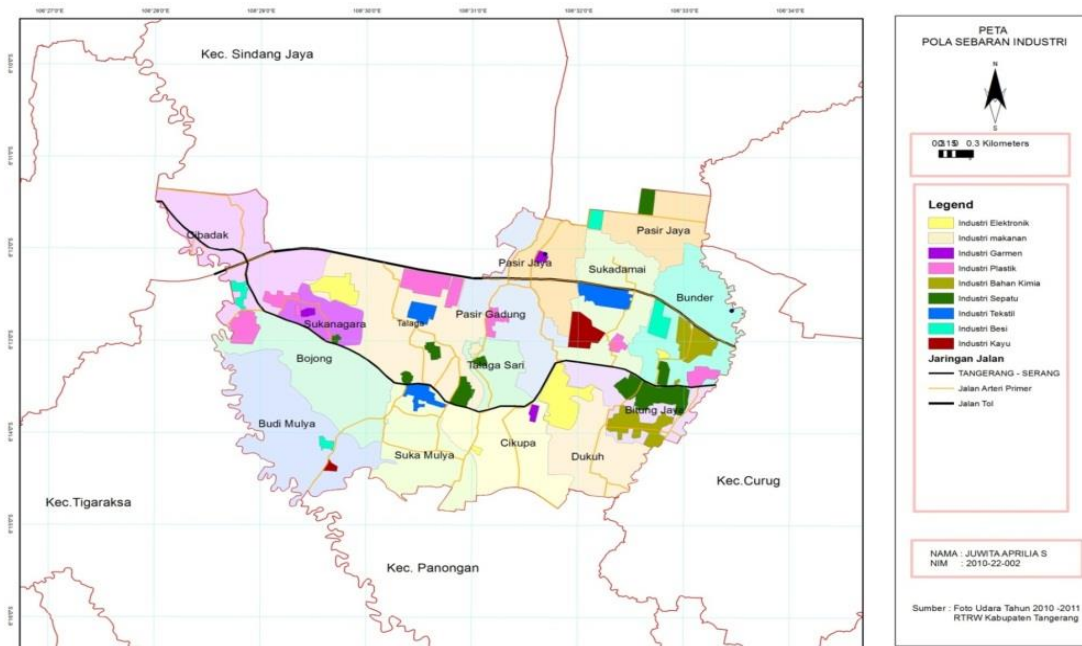 Kec. Sindang Jaya
Cibadak
Pasir Jaya
Pasir Jaya
Sukadamai
Bunder
Sukanagara
Talaga
Pasir Gadung
Bojong
Talaga Sari
Budi Mulya
Bitung Jaya
Cikupa
Suka Mulya
Dukuh
Kec.Tigaraksa
Kec.Curug
Kec. Panongan
PETA
POLA SEBARAN INDUSTRI
N
S
0.3 Kilometers
Legend
Industri Elektronik
Industri makanan
Industri Garmen
Industri Plastik
Industri Bahan Kimia
Industri Sepatu
Industri Tekstil
Industri Besi
Industri Kayu
Jaringan Jalan
TANGERANG - SERANG
Jalan Arteri Primer
Jalan Tol
NAMA : JUWITA APRILIA S
NIM : 2010-22-002
Sumber : Foto Udara Tahun 2010 -2011
RTRW Kabupaten Tangerang